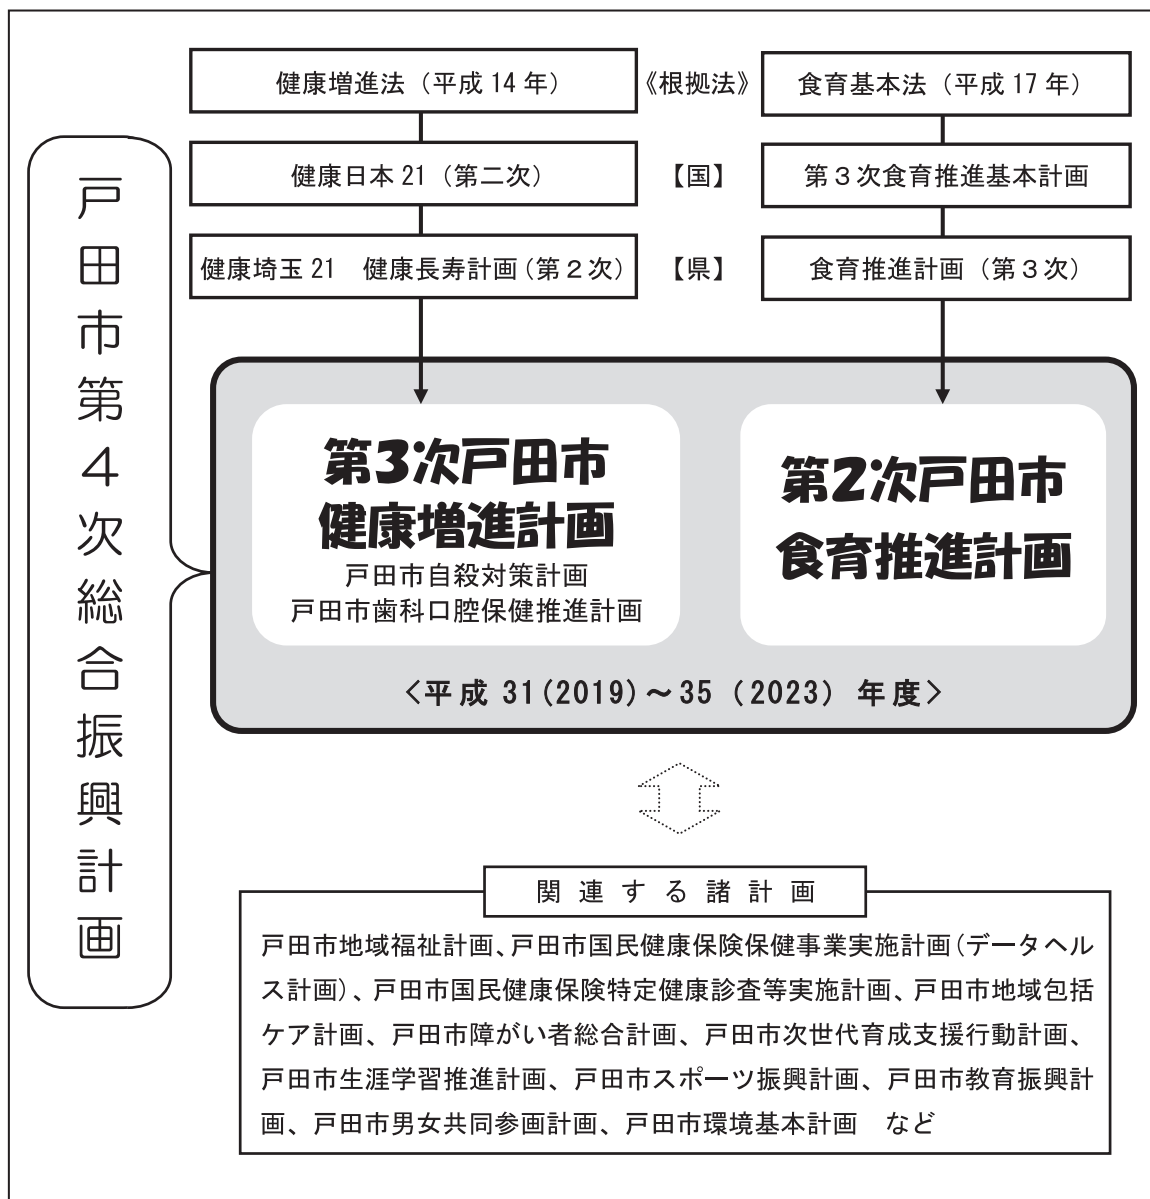 健康増進法（平成14年）
《根拠法》
食育基本法（平成17年）
健康日本21（第二次）
【国】
第３次食育推進基本計画
健康埼玉21　健康長寿計画（第２次）
【県】
食育推進計画（第３次）
戸田市第４次総合振興計画
第3次戸田市
健康増進計画
戸田市自殺対策計画
戸田市歯科口腔保健推進計画
第2次戸田市
食育推進計画
＜平成31(2019)～35（2023）年度＞
関連する諸計画
戸田市地域福祉計画、戸田市国民健康保険保健事業実施計画（データヘル
ス計画）、戸田市国民健康保険特定健康診査等実施計画、戸田市地域包括
ケア計画、戸田市障がい者総合計画、戸田市次世代育成支援行動計画、
戸田市生涯学習推進計画、戸田市スポーツ振興計画、戸田市教育振興計
画、戸田市男女共同参画計画、戸田市環境基本計画　など